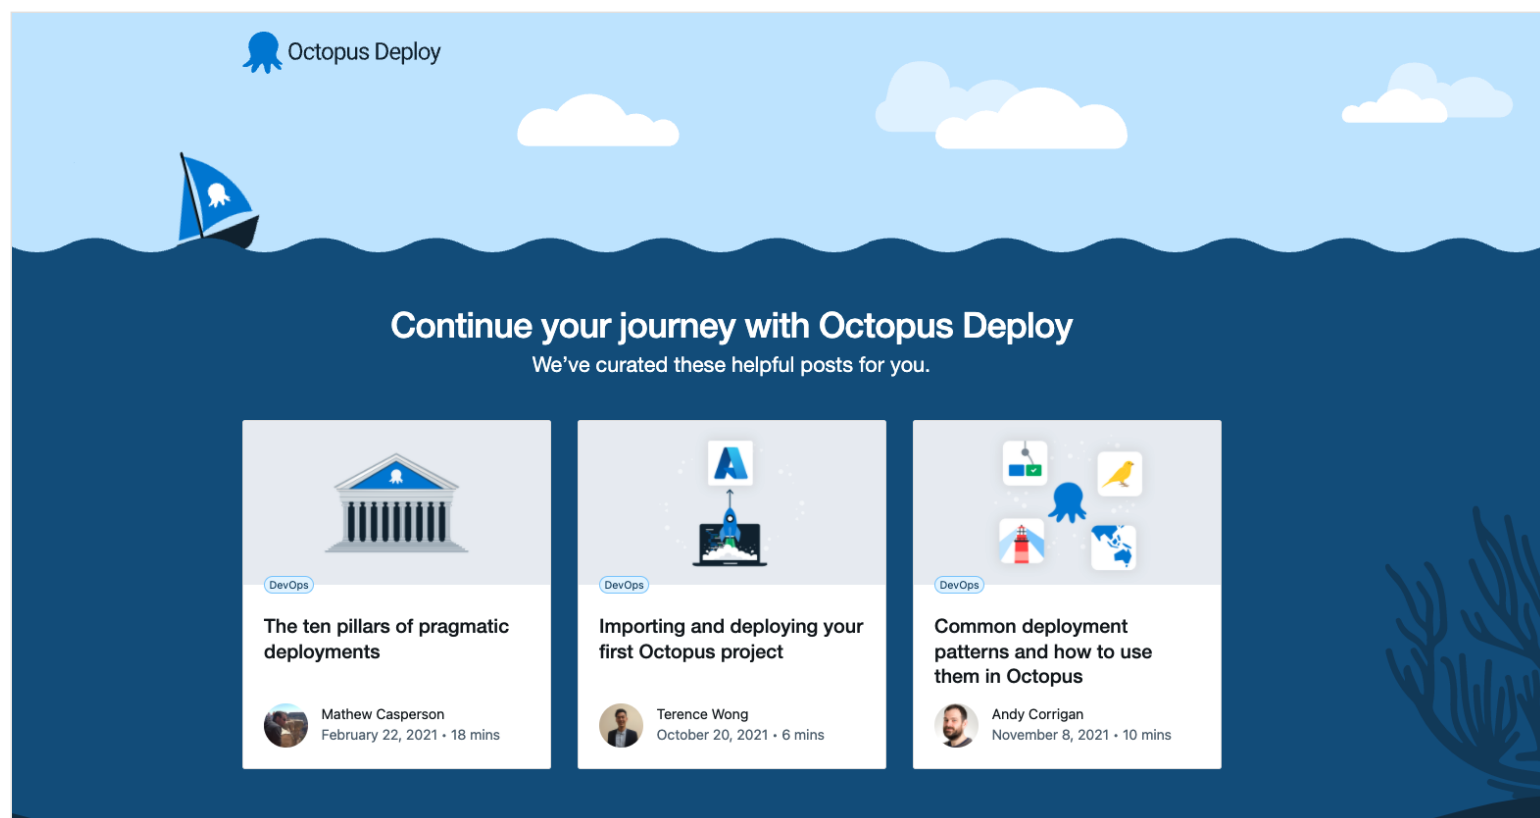 Octopus Deploy
Continue your journey with Octopus Deploy
We’ve curated these helpful posts for you.
DevOps
The ten pillars of pragmatic
deployments
Mathew Casperson
February 22, 2021 • 18 mins
DevOps
Importing and deploying your
first Octopus project
Terence Wong
October 20, 2021 • 6 mins
DevOps
Common deployment
patterns and how to use
them in Octopus
Andy Corrigan
November 8, 2021 • 10 mins